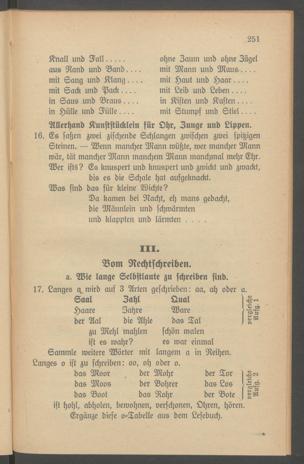 251
Knall und Fall..... ohne Zaum und ohne Zügel
aus Rand und Band.... mit Mann und Maus....
mit Sang und Klang.... mit Haut und Haar....
mit Sack und Pack.... mit Leib und Leben....
in Saus und Braus.... in Kisten und Kasten....
in Hülle und Fülle.... mit Stumpf und Stiel....
Allerhand Kunststücklein für Ohr, Zunge und Lippen.
16. Es saßen zwei zischende Schlangen zwischen zwei spitzigen
Steinen. — Wenn mancher Mann wüßte, wer mancher Mann
wär, tät mancher Mann manchem Mann manchmal mehr Ehr.
Wer ists? Es knuspert und knuspert und zwickt und zwackt,
bis es die Schale hat aufgeknackt.
Was sind das für kleine Wichte?
Da kamen bei Nacht, eh mans gedacht,
die Männlein und schwärmten
und klappten und lärmten....
III.
Vom Rechtschreiben.
a. Wie lange Selbstlaute zu schreiben sind.
17. Langes a wird auf 3 Arten geschrieben: aa, ah oder a.
Saal Zahl Qual
Haare Jahre Ware
der Aal die Ahle das Tal
zu Mehl mahlen schön malen
ist es wahr? es war einmal
vergleiche Aufg. 1
Sammle weitere Wörter mit langem a in Reihen.
Langes o ist zu schreiben: oo, oh oder o.
das Moor der Mohr der Tor
das Moos der Bohrer das Los
das Boot das Rohr der Bote
vergleiche Aufg. 2
ist hohl, abholen, bewohnen, verschonen, Ohren, hören.
Ergänze diese o-Tabelle aus dem Lesebuch.